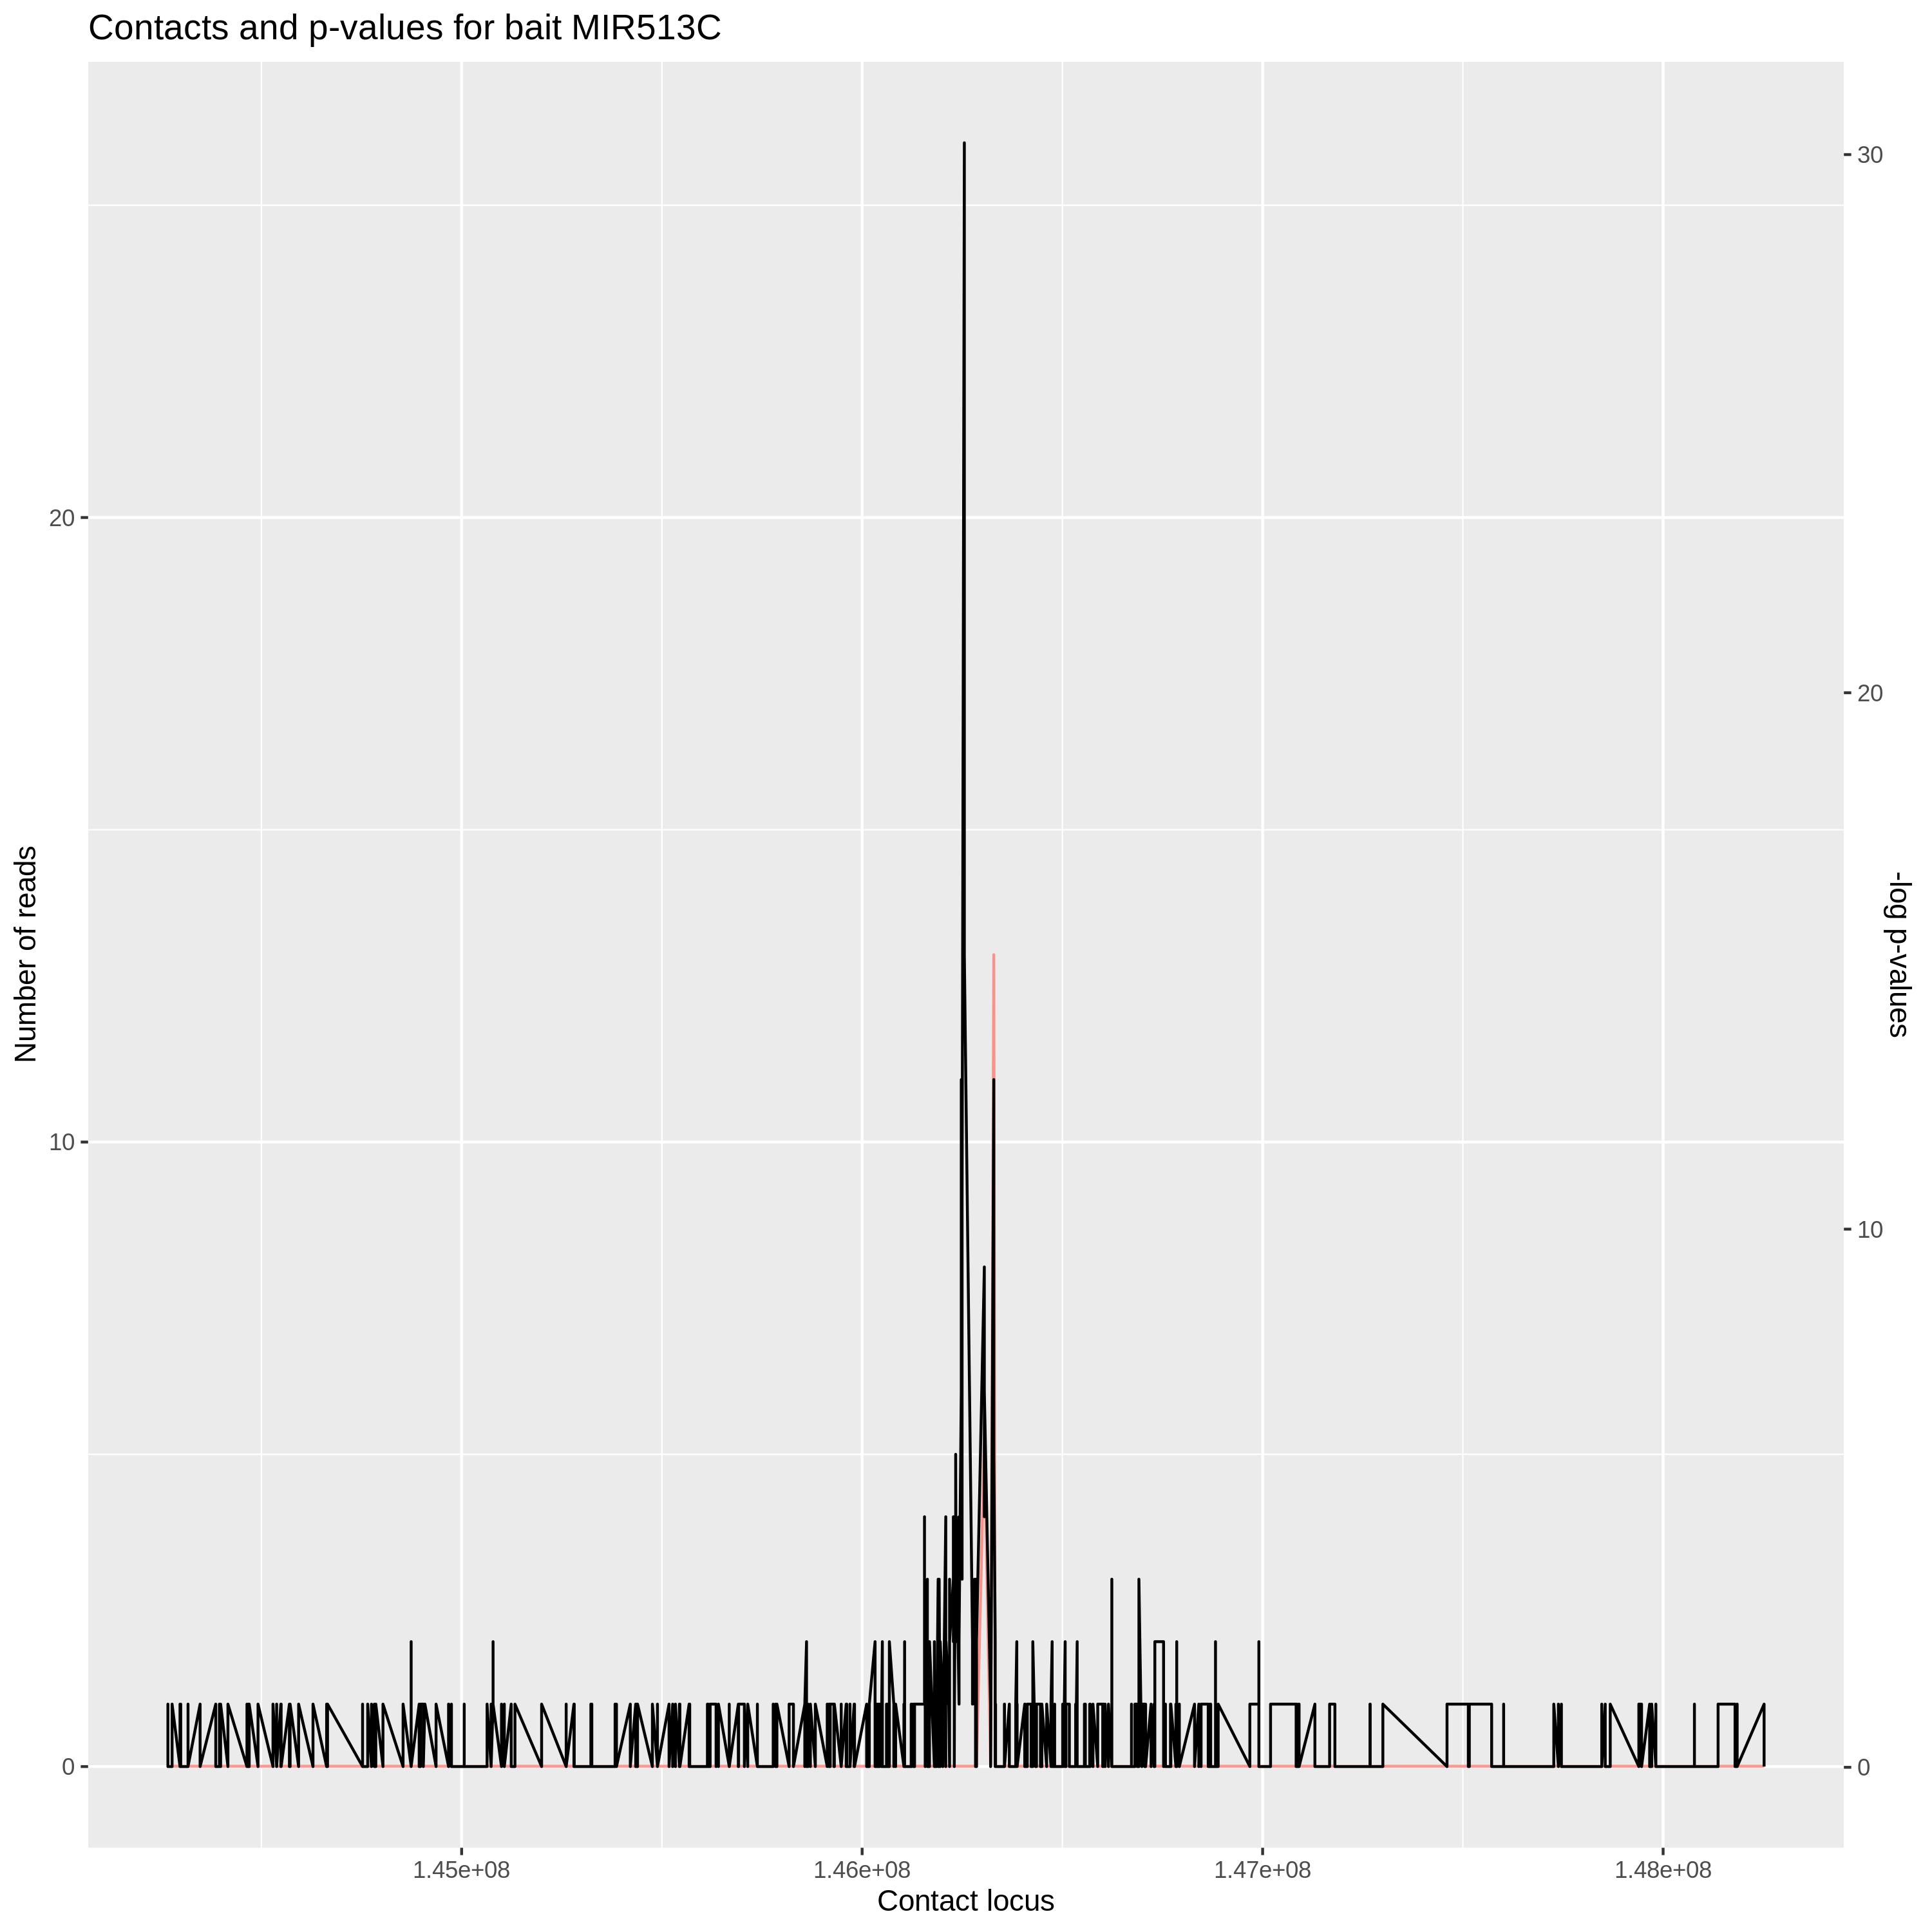 Contacts and p-values for bait MIR513C
30
20
20
10
10
0
0
Number of reads
-log p-values
1.45e+08
1.46e+08
1.47e+08
1.48e+08
Contact locus